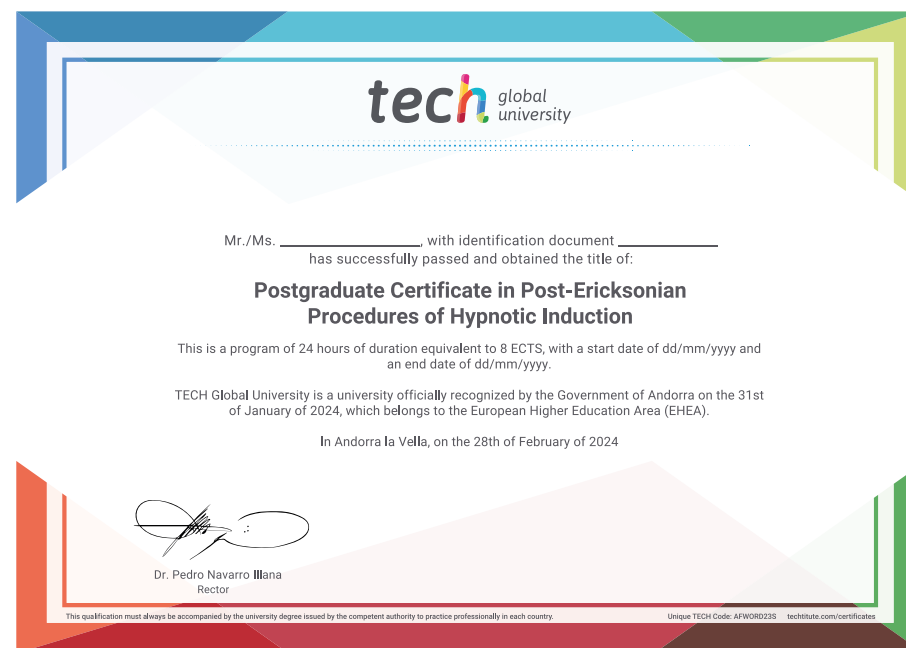 tech global
university
Mr./Ms. ____________, with identification document ____________
has successfully passed and obtained the title of:
Postgraduate Certificate in Post-Ericksonian
Procedures of Hypnotic Induction
This is a program of 24 hours of duration equivalent to 8 ECTS, with a start date of dd/mm/yyyy and
an end date of dd/mm/yyyy.
TECH Global University is a university officially recognized by the Government of Andorra on the 31st
of January of 2024, which belongs to the European Higher Education Area (EHEA).
In Andorra la Vella, on the 28th of February of 2024
Dr. Pedro Navarro Illana
Rector
This qualification must always be accompanied by the university degree issued by the competent authority to practice professionally in each country.
Unique TECH Code: AFWORD23S techtitute.com/certificates